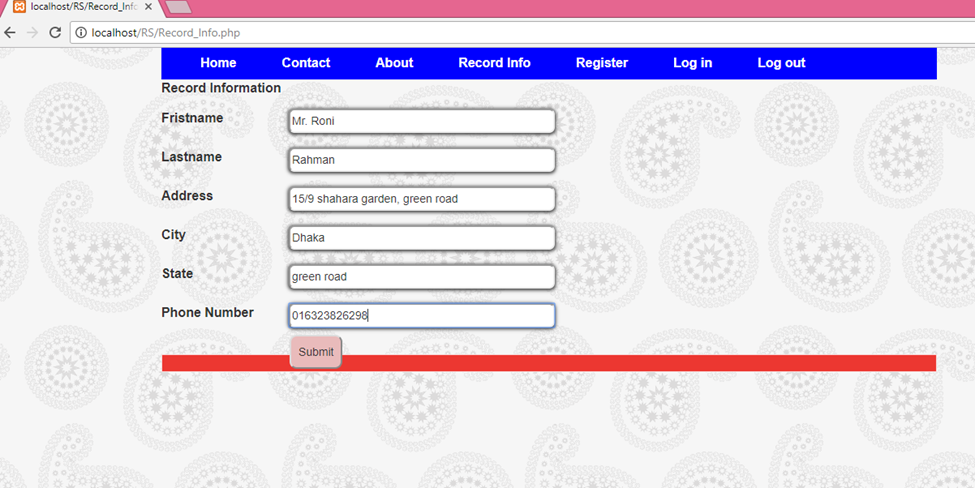 localhost/RS/Record_Info
localhost/RS/Record_Info.php
Home Contact About Record Info Register Log in Log out
Record Information
Fristname Mr. Roni
Lastname Rahman
Address 15/9 shahara garden, green road
City Dhaka
State green road
Phone Number 016323826298
Submit